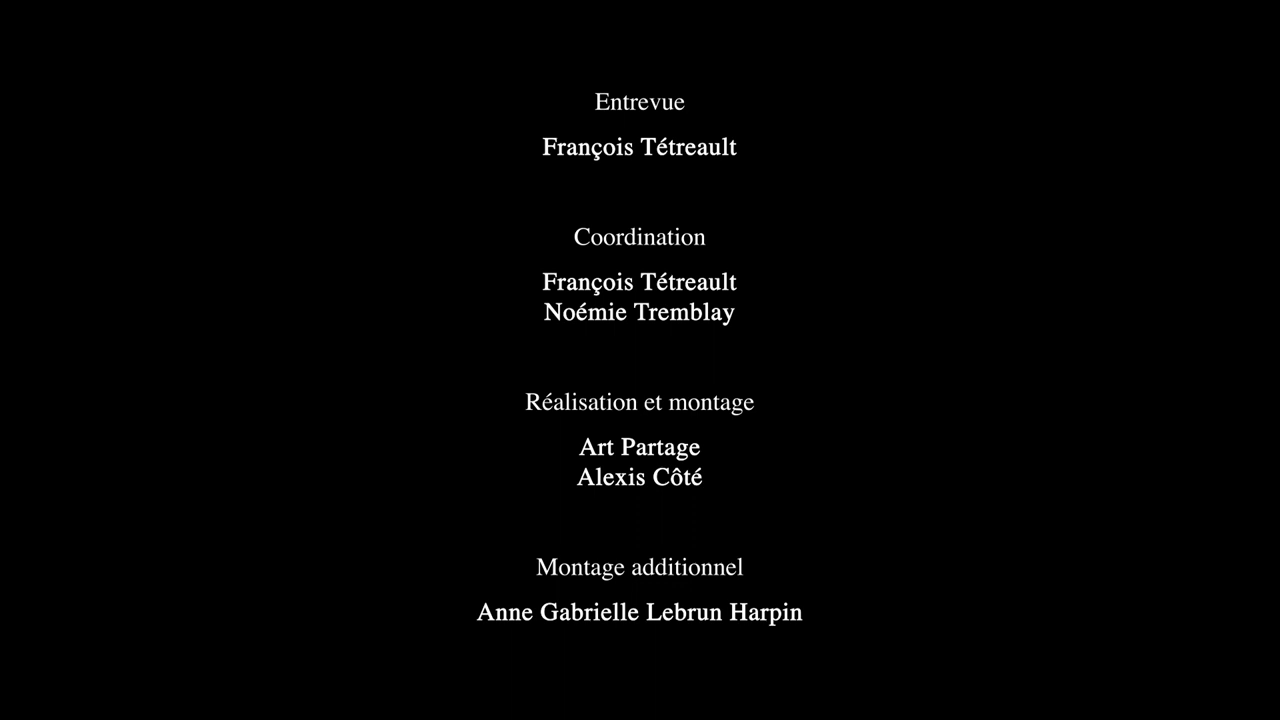 Entrevue
François Tétreault
Coordination
François Tétreault
Noémie Tremblay
Réalisation et montage
Art Partage
Alexis Côté
Montage additionnel
Anne Gabrielle Lebrun Harpin